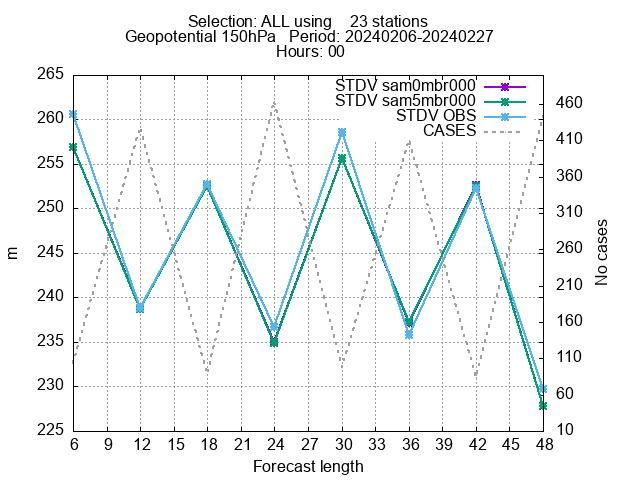 Selection: ALL using    23 stations
Geopotential 150hPa   Period: 20240206-20240227
Hours: 00
STDV sam0mbr000
STDV sam5mbr000
STDV OBS
CASES
m
265
260
255
250
245
240
235
230
225
No cases
460
410
360
310
260
210
160
110
60
10
6 9 12 15 18 21 24 27 30 33 36 39 42 45 48
Forecast length